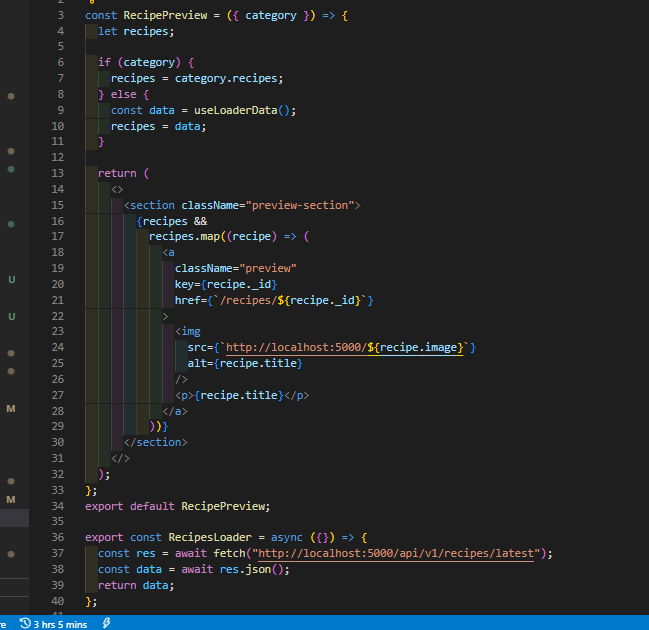 2
3 const RecipePreview = ({ category }) => {
4 let recipes;
5
6 if (category) {
7 recipes = category.recipes;
8 } else {
9 const data = useLoaderData();
10 recipes = data;
11 }
12
13 return (
14 <>
15 <section className="preview-section">
16 {recipes &&
17 recipes.map((recipe) => (
18 <a
19 className="preview"
20 key={recipe._id}
21 href={`/recipes/${recipe._id}`}
22 >
23 <img
24 src={`http://localhost:5000/${recipe.image}`}
25 alt={recipe.title}
26 />
27 <p>{recipe.title}</p>
28 </a>
29 ))}
30 </section>
31 </>
32 );
33 };
34 export default RecipePreview;
35
36 export const RecipesLoader = async ({}) => {
37 const res = await fetch("http://localhost:5000/api/v1/recipes/latest");
38 const data = await res.json();
39 return data;
40 };
41
U
U
M
M
re 3 hrs 5 mins